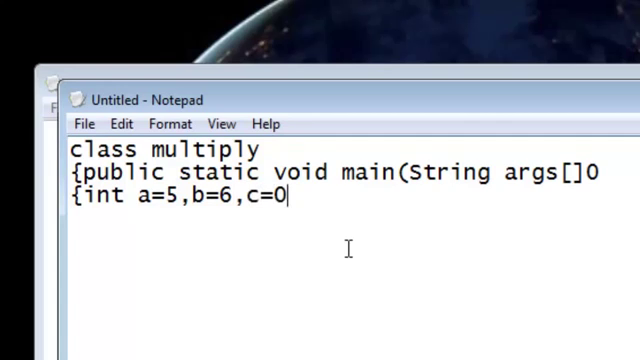 Untitled - Notepad
File Edit Format View Help
class multiply
{public static void main(String args[]0
{int a=5,b=6,c=0